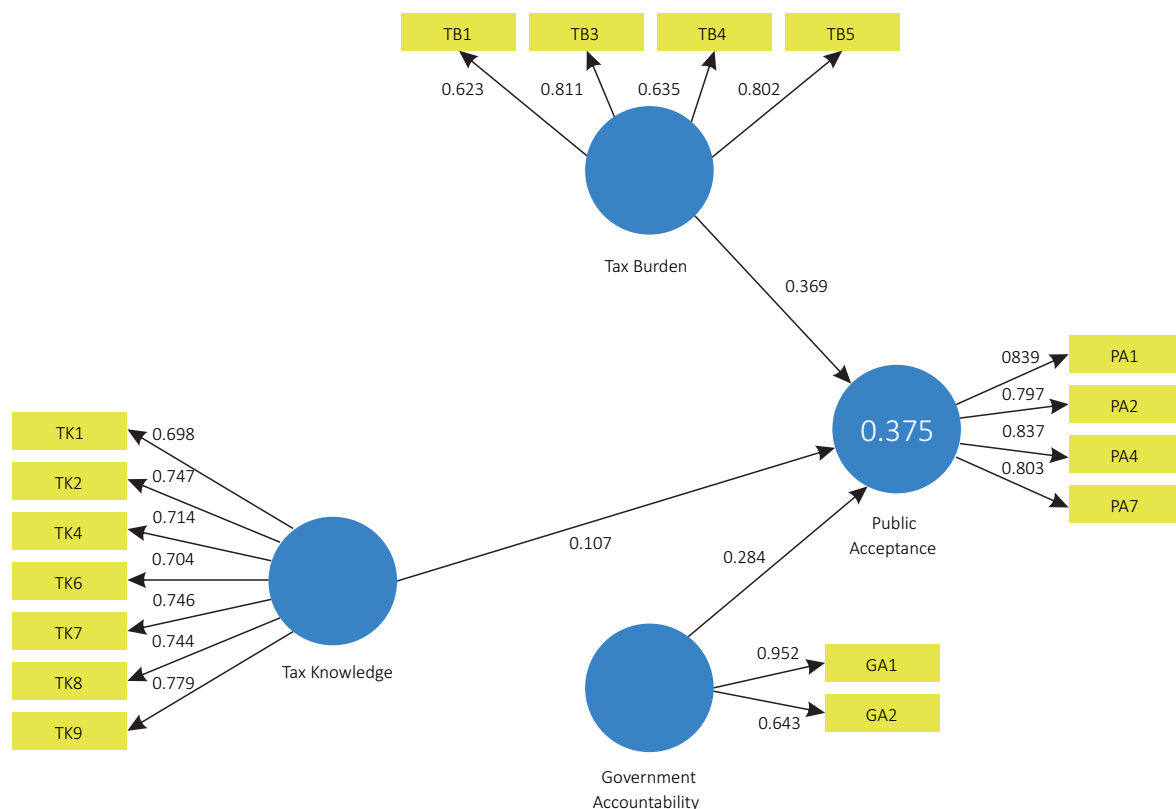 TB1
TB3
TB4
TB5
0.623
0.811
0.635
0.802
Tax Burden
0.369
PA1
PA2
PA4
PA7
0839
0.797
0.837
0.803
0.375
Public
Acceptance
TK1
TK2
TK4
TK6
TK7
TK8
TK9
0.698
0.747
0.714
0.704
0.746
0.744
0.779
Tax Knowledge
0.107
0.284
0.952
0.643
GA1
GA2
Government
Accountability